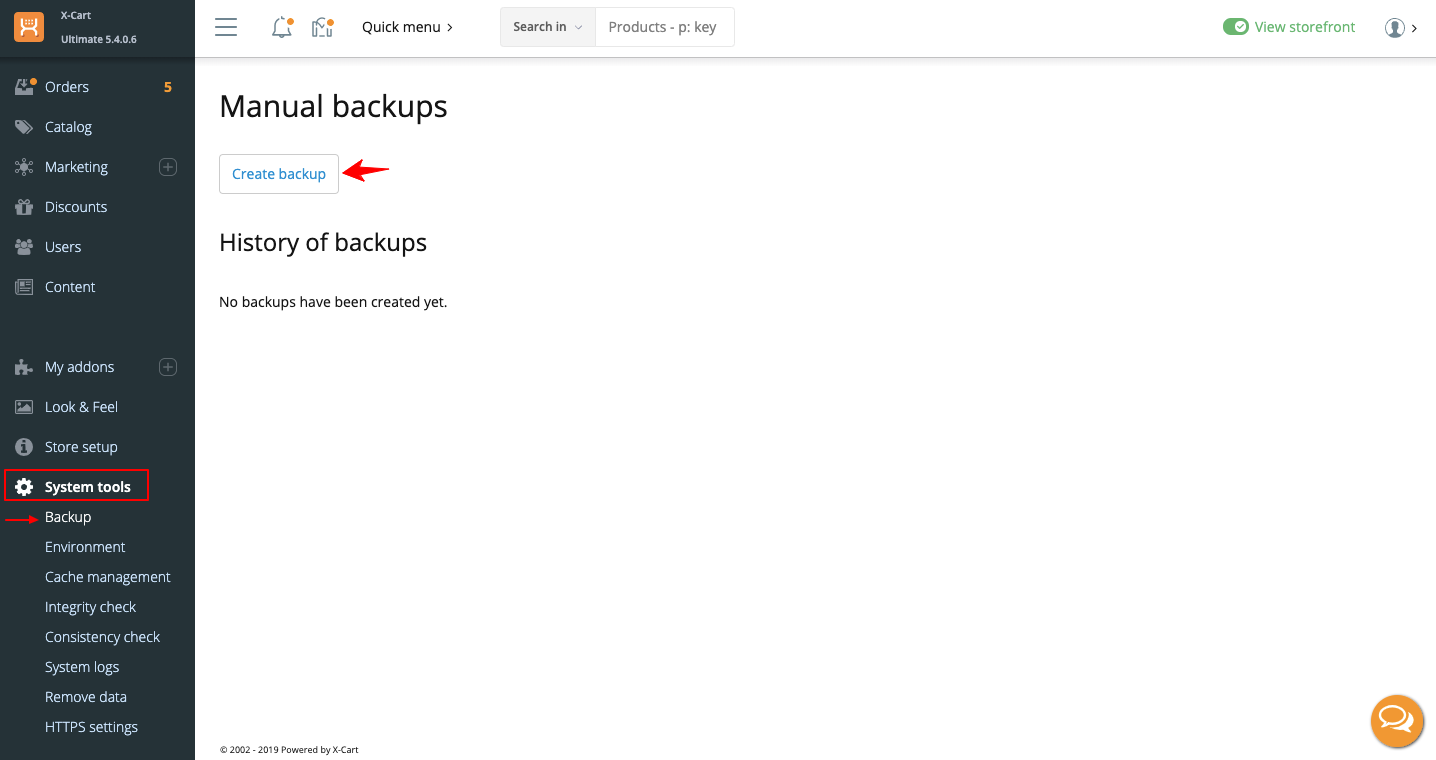 X-Cart
Ultimate 5.4.0.6
Quick menu
Search in
Products - p: key
View storefront
Orders 5
Catalog
Marketing
Discounts
Users
Content
My addons
Look & Feel
Store setup
System tools
Backup
Environment
Cache management
Integrity check
Consistency check
System logs
Remove data
HTTPS settings
Manual backups
Create backup
History of backups
No backups have been created yet.
© 2002 - 2019 Powered by X-Cart